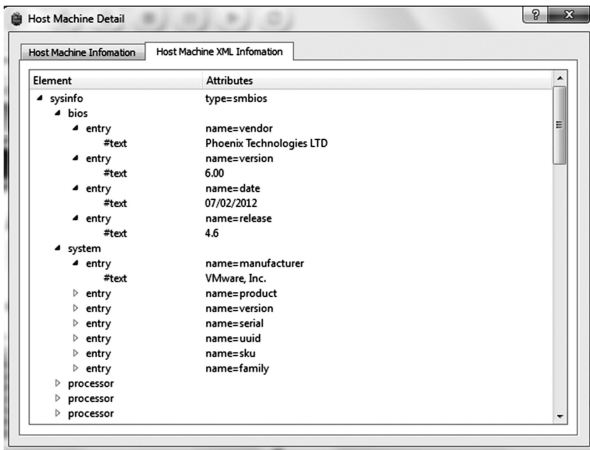 Host Machine Detail
Host Machine Infomation Host Machine XML Infomation
Element Attributes
sysinfo type=smbios
bios
entry name=vendor
#text Phoenix Technologies LTD
entry name=version
#text 6.00
entry name=date
#text 07/02/2012
entry name=release
#text 4.6
system
entry name=manufacturer
#text VMware, Inc.
entry name=product
entry name=version
entry name=serial
entry name=uuid
entry name=sku
entry name=family
processor
processor
processor